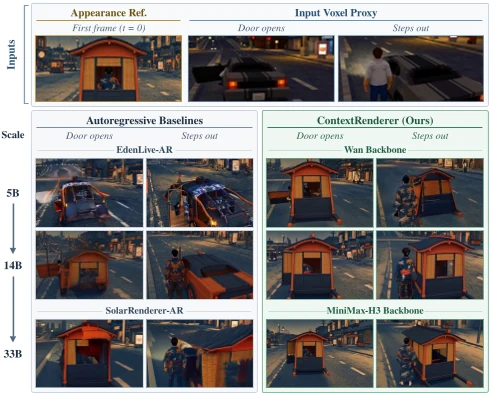 Inputs
Appearance Ref.
First frame (t = 0)
Input Voxel Proxy
Door opens
Steps out
Scale
5B
14B
33B
Autoregressive Baselines
Door opens
Steps out
EdenLive-AR
SolarRenderer-AR
ContextRenderer (Ours)
Door opens
Steps out
Wan Backbone
MiniMax-H3 Backbone